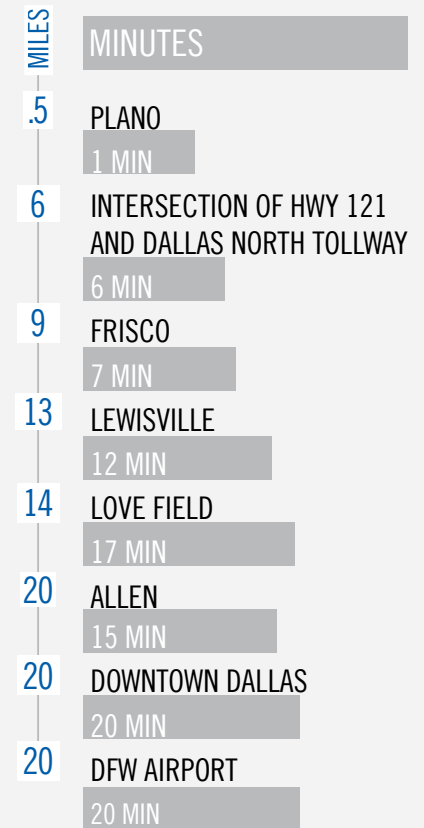 MILES
MINUTES
.5
PLANO
1 MIN
6
INTERSECTION OF HWY 121
AND DALLAS NORTH TOLLWAY
6 MIN
9
FRISCO
7 MIN
13
LEWISVILLE
12 MIN
14
LOVE FIELD
17 MIN
20
ALLEN
15 MIN
20
DOWNTOWN DALLAS
20 MIN
20
DFW AIRPORT
20 MIN